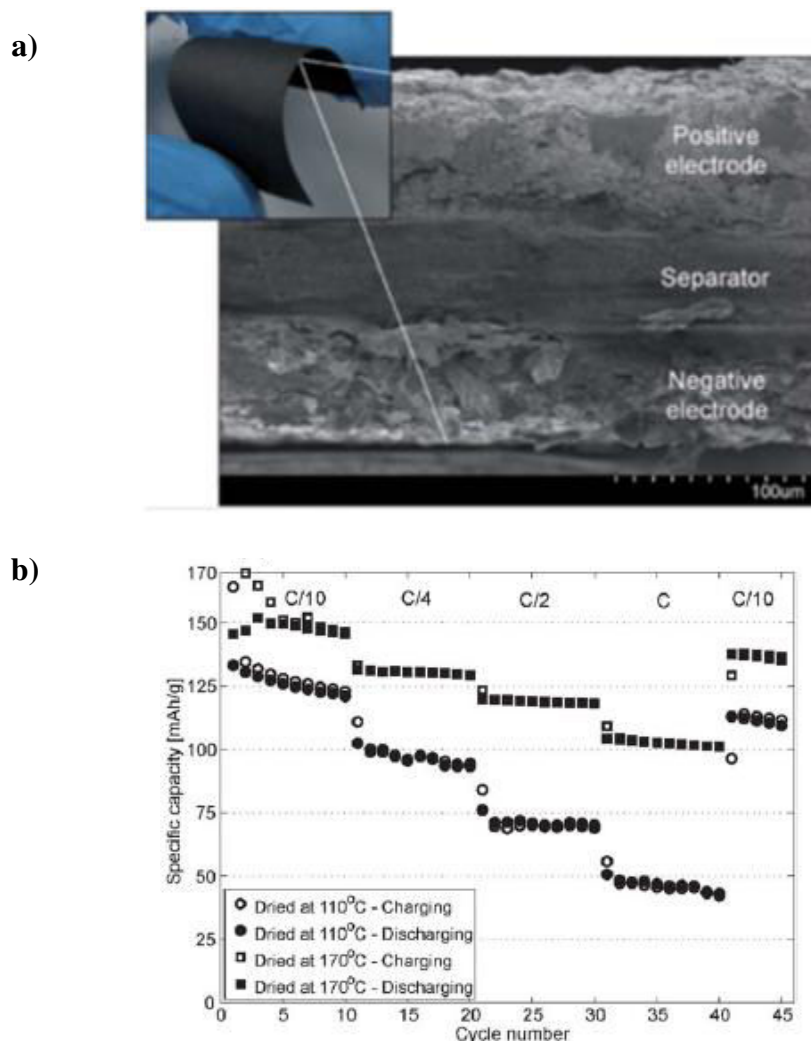 a)
Positive
electrode
Separator
Negative
electrode
100um
b)
170
C/10
C/4
C/2
C
C/10
150
125
100
75
50
25
0
Specific capacity [mAh/g]
Dried at 110°C - Charging
Dried at 110°C - Discharging
Dried at 170°C - Charging
Dried at 170°C - Discharging
0 5 10 15 20 25 30 35 40 45
Cycle number